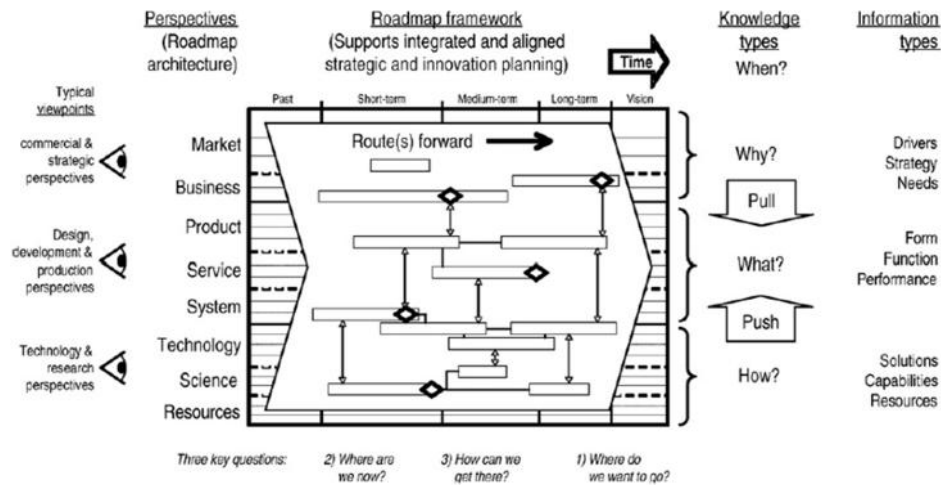 Perspectives
(Roadmap
architecture)
Roadmap framework
(Supports integrated and aligned
strategic and innovation planning)
Time
Knowledge
types
When?
Information
types
Typical
viewpoints
Past
Short-term
Medium-term
Long-term
Vision
commercial &
strategic
perspectives
Market
Business
Route(s) forward
Why?
Drivers
Strategy
Needs
Pull
Design,
development &
production
perspectives
Product
Service
System
What?
Form
Function
Performance
Push
Technology &
research
perspectives
Technology
Science
Resources
How?
Solutions
Capabilities
Resources
Three key questions:
2) Where are
we now?
3) How can we
get there?
1) Where do
we want to go?